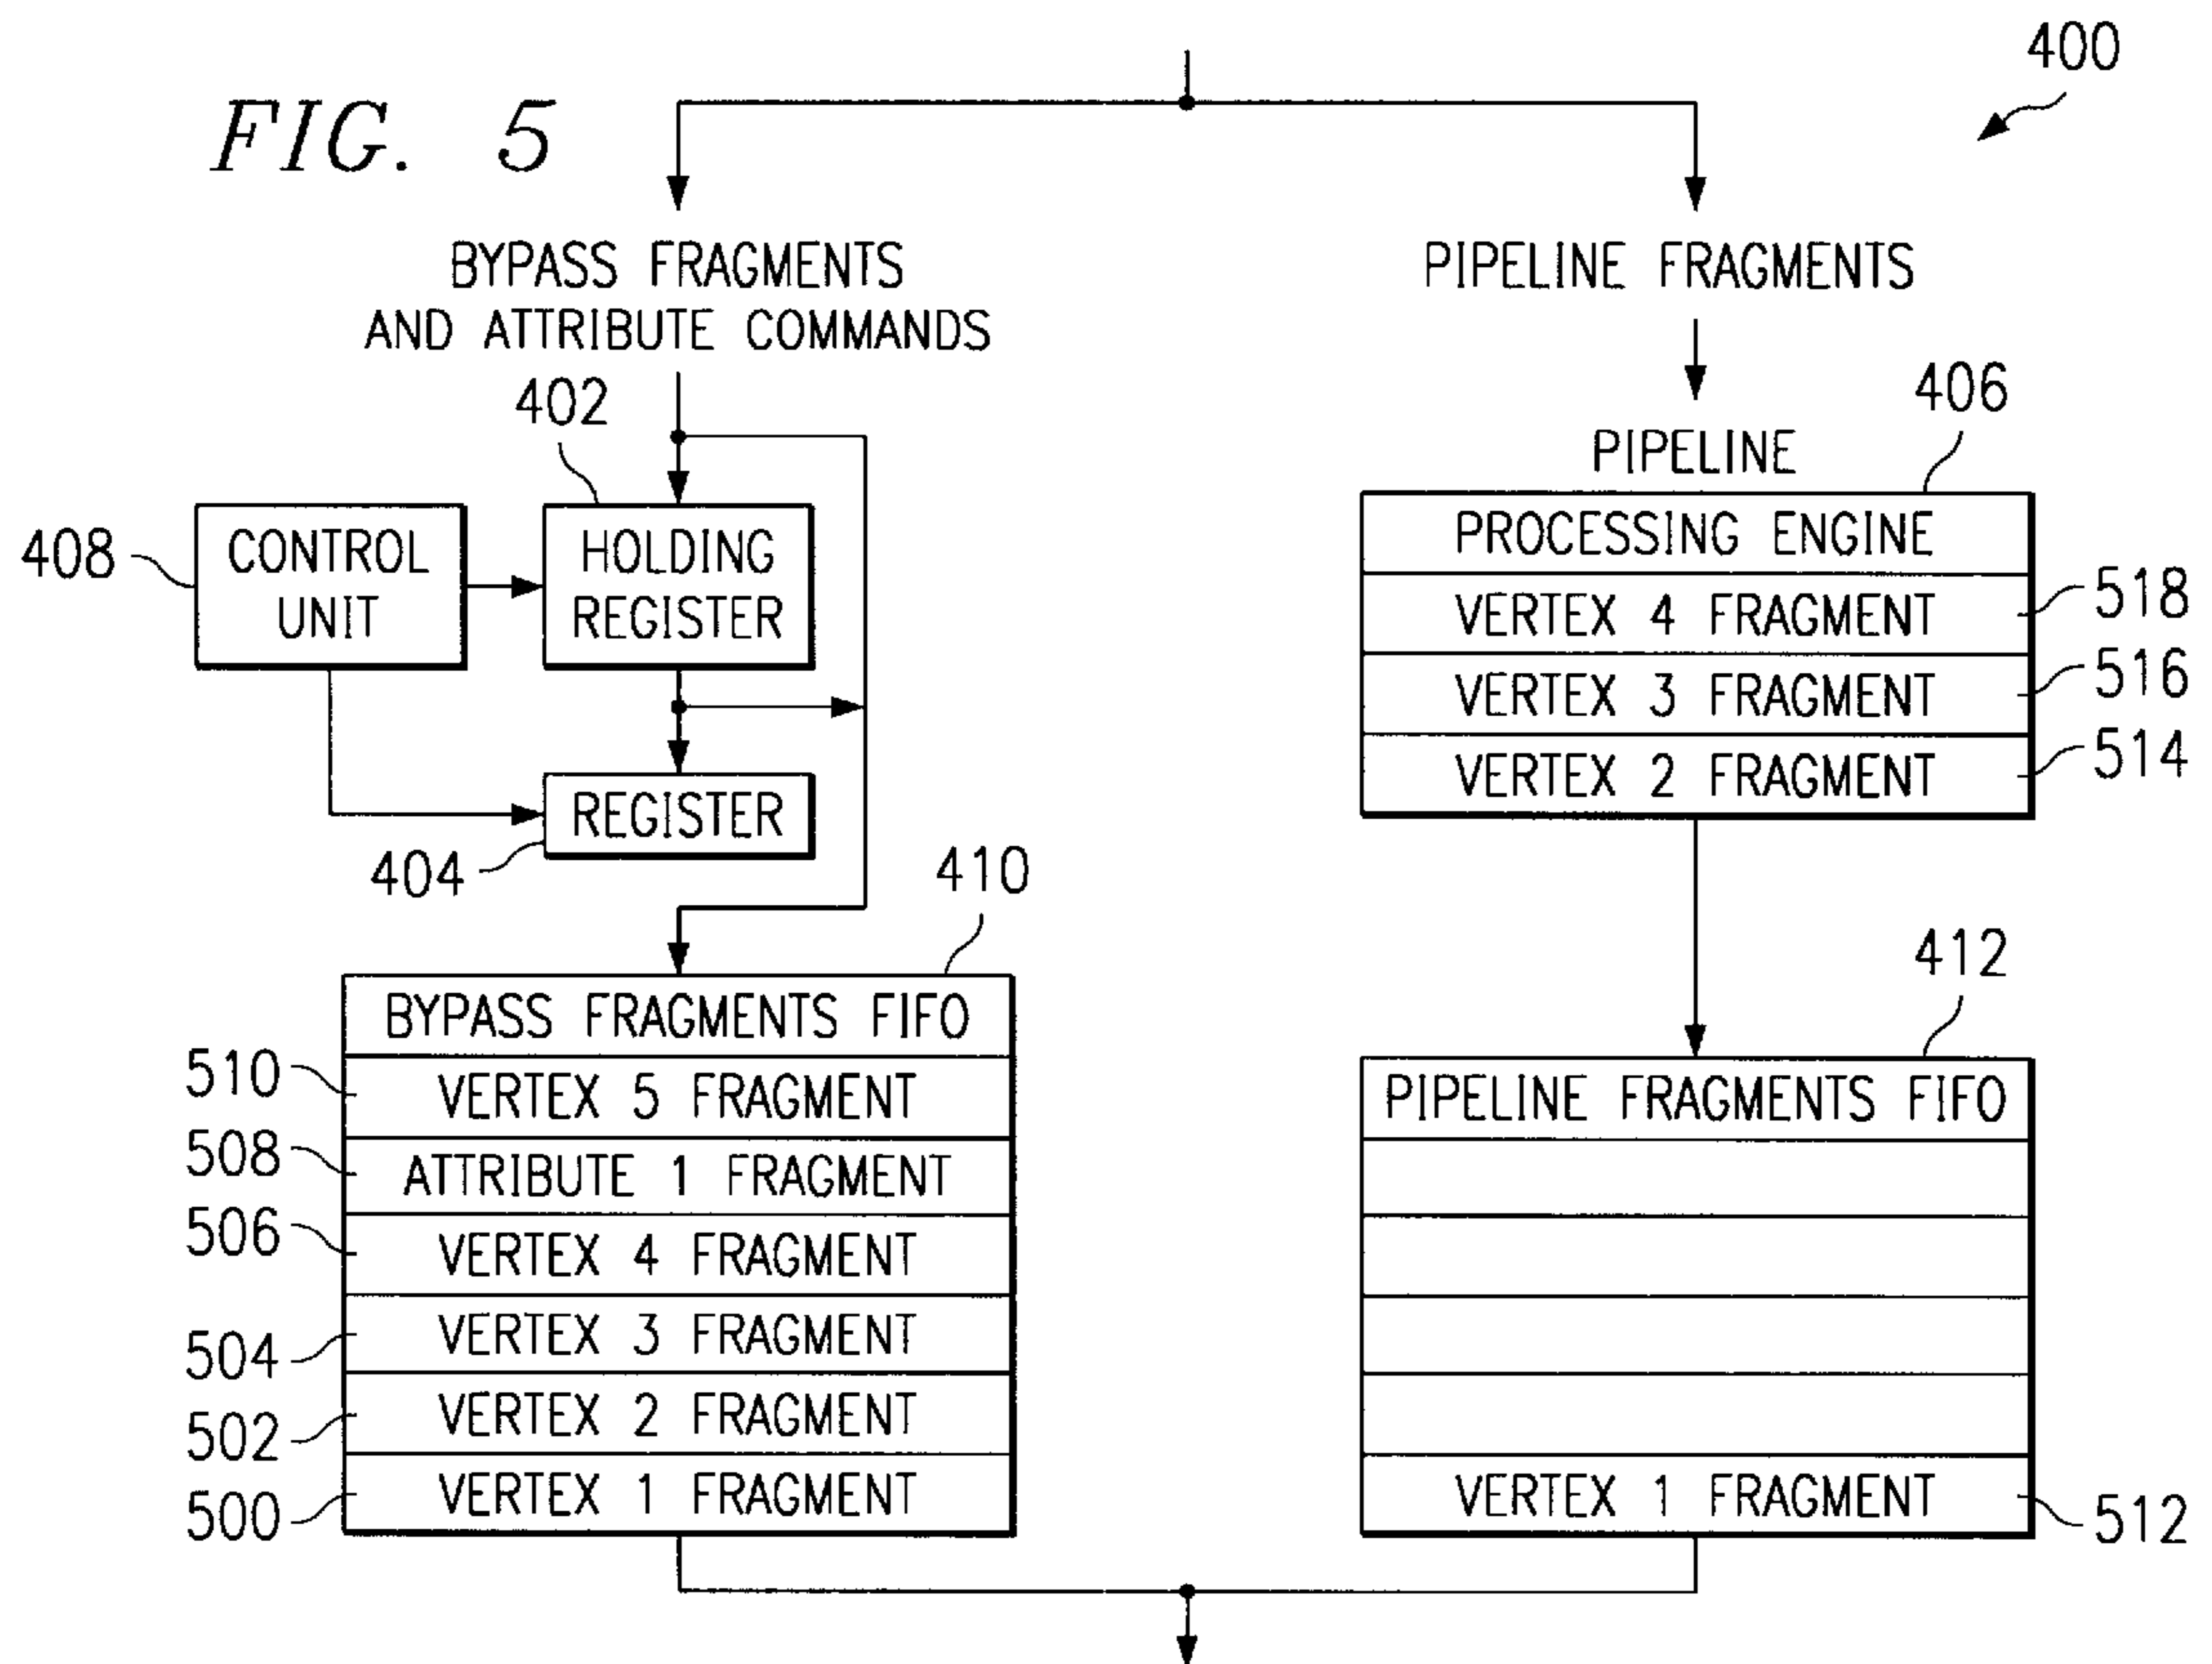 FIG. 5
400
BYPASS FRAGMENTS
AND ATTRIBUTE COMMANDS
402
408
CONTROL
UNIT
HOLDING
REGISTER
REGISTER
404
410
BYPASS FRAGMENTS FIFO
510
VERTEX 5 FRAGMENT
508
ATTRIBUTE 1 FRAGMENT
506
VERTEX 4 FRAGMENT
504
VERTEX 3 FRAGMENT
502
VERTEX 2 FRAGMENT
500
VERTEX 1 FRAGMENT
PIPELINE FRAGMENTS
406
PIPELINE
PROCESSING ENGINE
VERTEX 4 FRAGMENT
518
VERTEX 3 FRAGMENT
516
VERTEX 2 FRAGMENT
514
412
PIPELINE FRAGMENTS FIFO
VERTEX 1 FRAGMENT
512